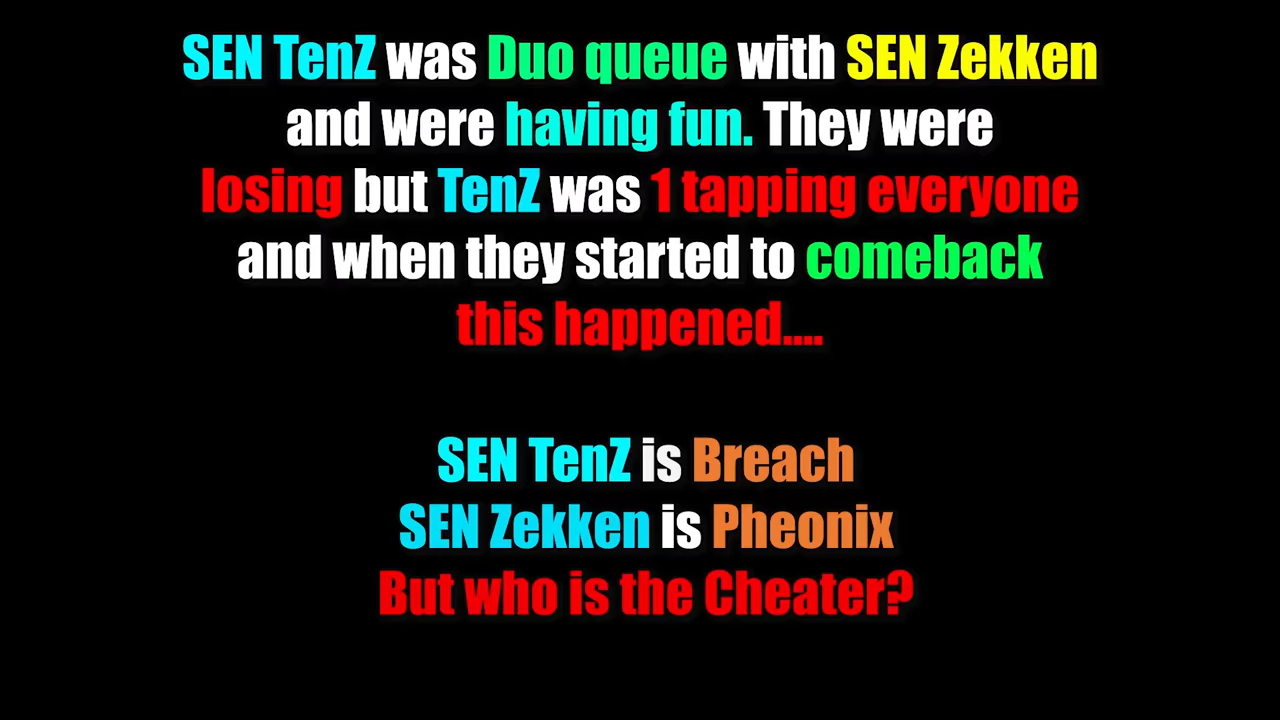 SEN TenZ was Duo queue with SEN Zekken
and were having fun. They were
losing but TenZ was 1 tapping everyone
and when they started to comeback
this happened....
SEN TenZ is Breach
SEN Zekken is Pheonix
But who is the Cheater?